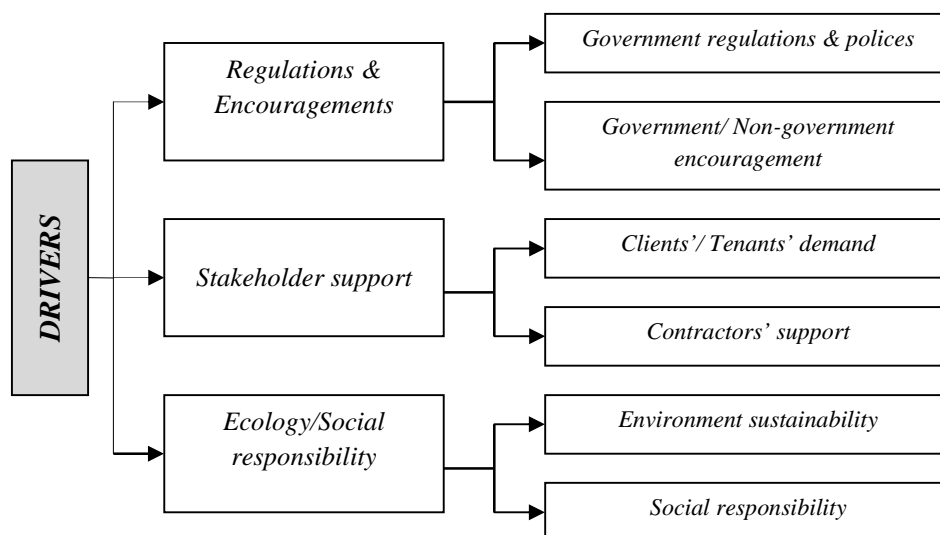 DRIVERS
Regulations &
Encouragements
Government regulations & polices
Government/ Non-government
encouragement
Stakeholder support
Clients’/ Tenants’ demand
Contractors’ support
Ecology/Social
responsibility
Environment sustainability
Social responsibility